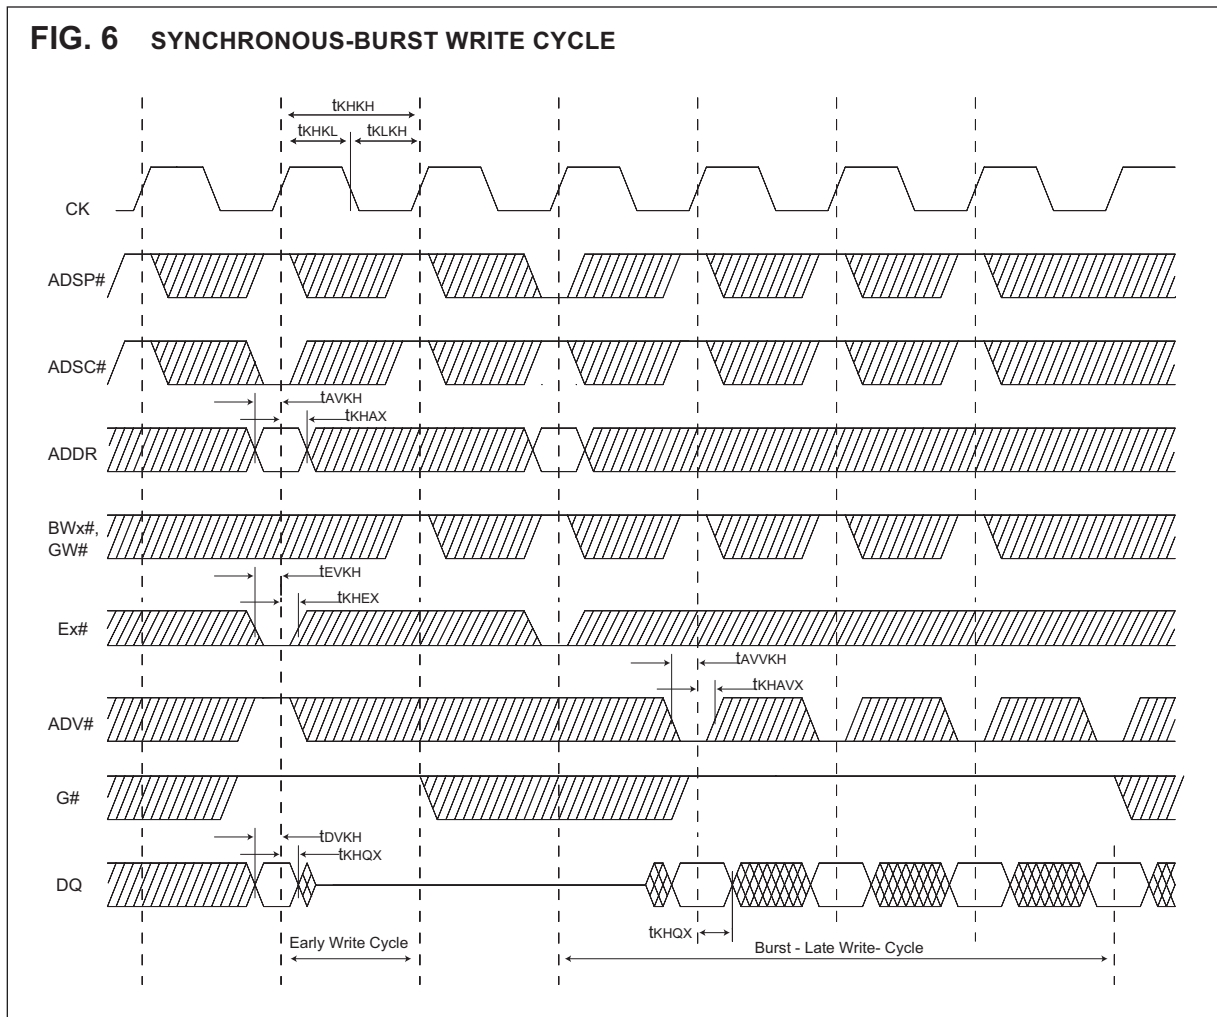 FIG. 6 SYNCHRONOUS-BURST WRITE CYCLE
tKHKH
tKHKL
tKLKH
CK
ADSP#
ADSC#
tAVKH
tKHAX
ADDR
BWx#,
GW#
tEVKH
tKHEX
Ex#
tAVVKH
tKHAVX
ADV#
G#
tDVKH
tKHQX
DQ
tKHQX
Early Write Cycle
Burst - Late Write- Cycle